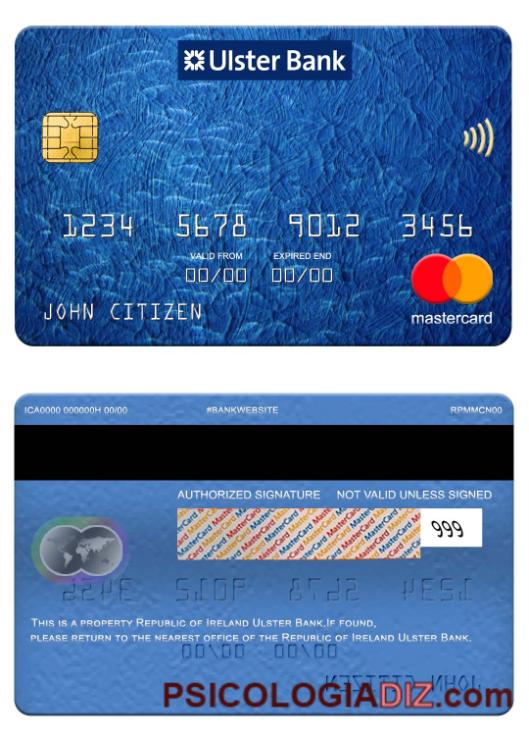 Ulster Bank
1234 5678 9012 3456
VALID FROM EXPIRED END
00/00 00/00
JOHN CITIZEN
mastercard
ICA0000 000000H 00/00 #BANKWEBSITE RPMMCN00
AUTHORIZED SIGNATURE NOT VALID UNLESS SIGNED
MasterCard MasterCard MasterCard
999
THIS IS A PROPERTY REPUBLIC OF IRELAND ULSTER BANK.IF FOUND,
PLEASE RETURN TO THE NEAREST OFFICE OF THE REPUBLIC OF IRELAND ULSTER BANK.
00/00 00/00
PSICOLOGIADIZ.com